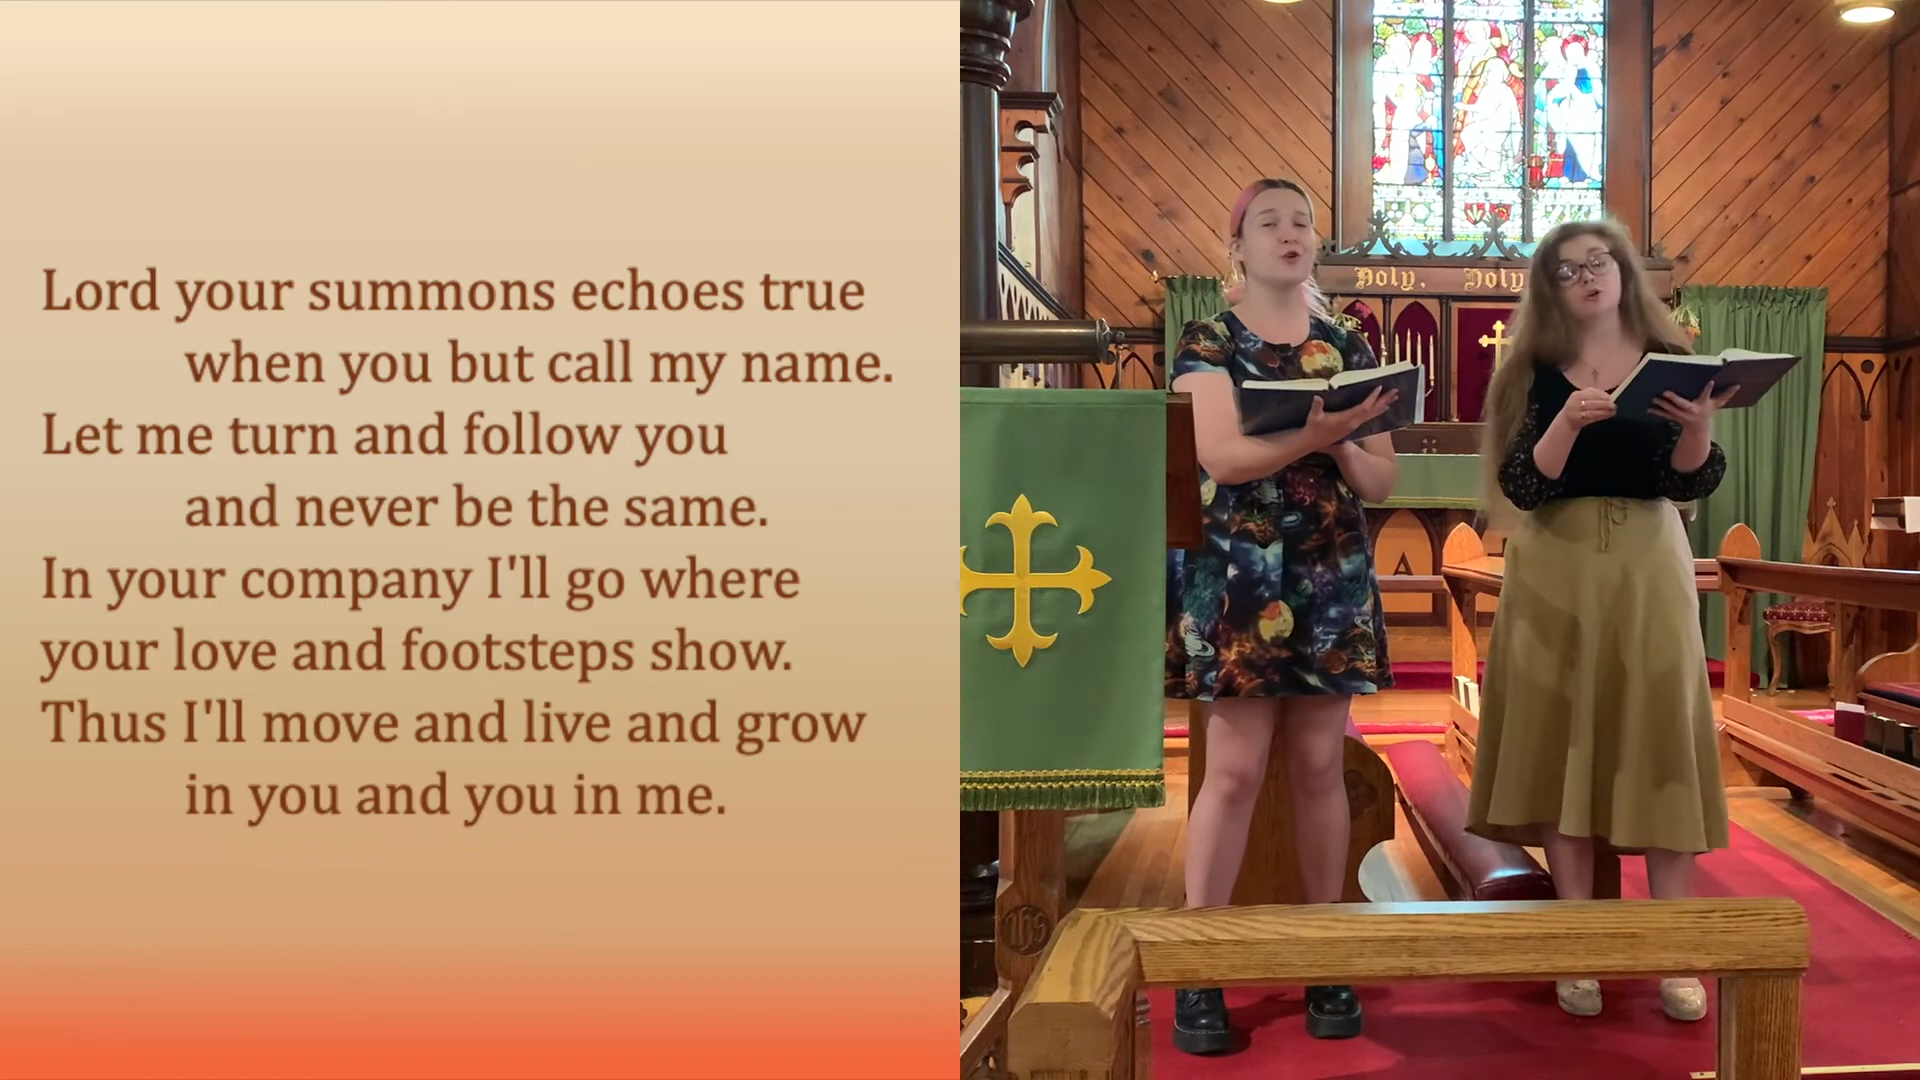 Lord your summons echoes true
when you but call my name.
Let me turn and follow you
and never be the same.
In your company I'll go where
your love and footsteps show.
Thus I'll move and live and grow
in you and you in me.
Holy, Holy
A
IHS